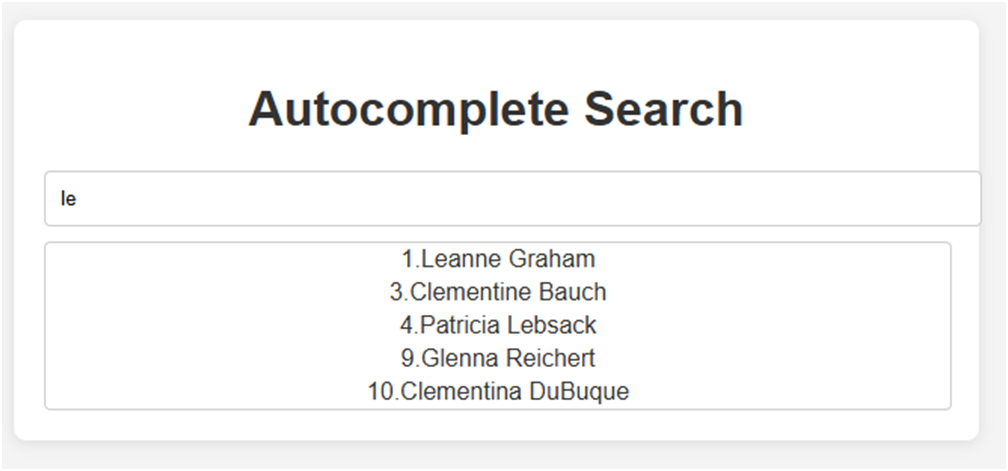 Autocomplete Search
le
1.Leanne Graham
3.Clementine Bauch
4.Patricia Lebsack
9.Glenna Reichert
10.Clementina DuBuque